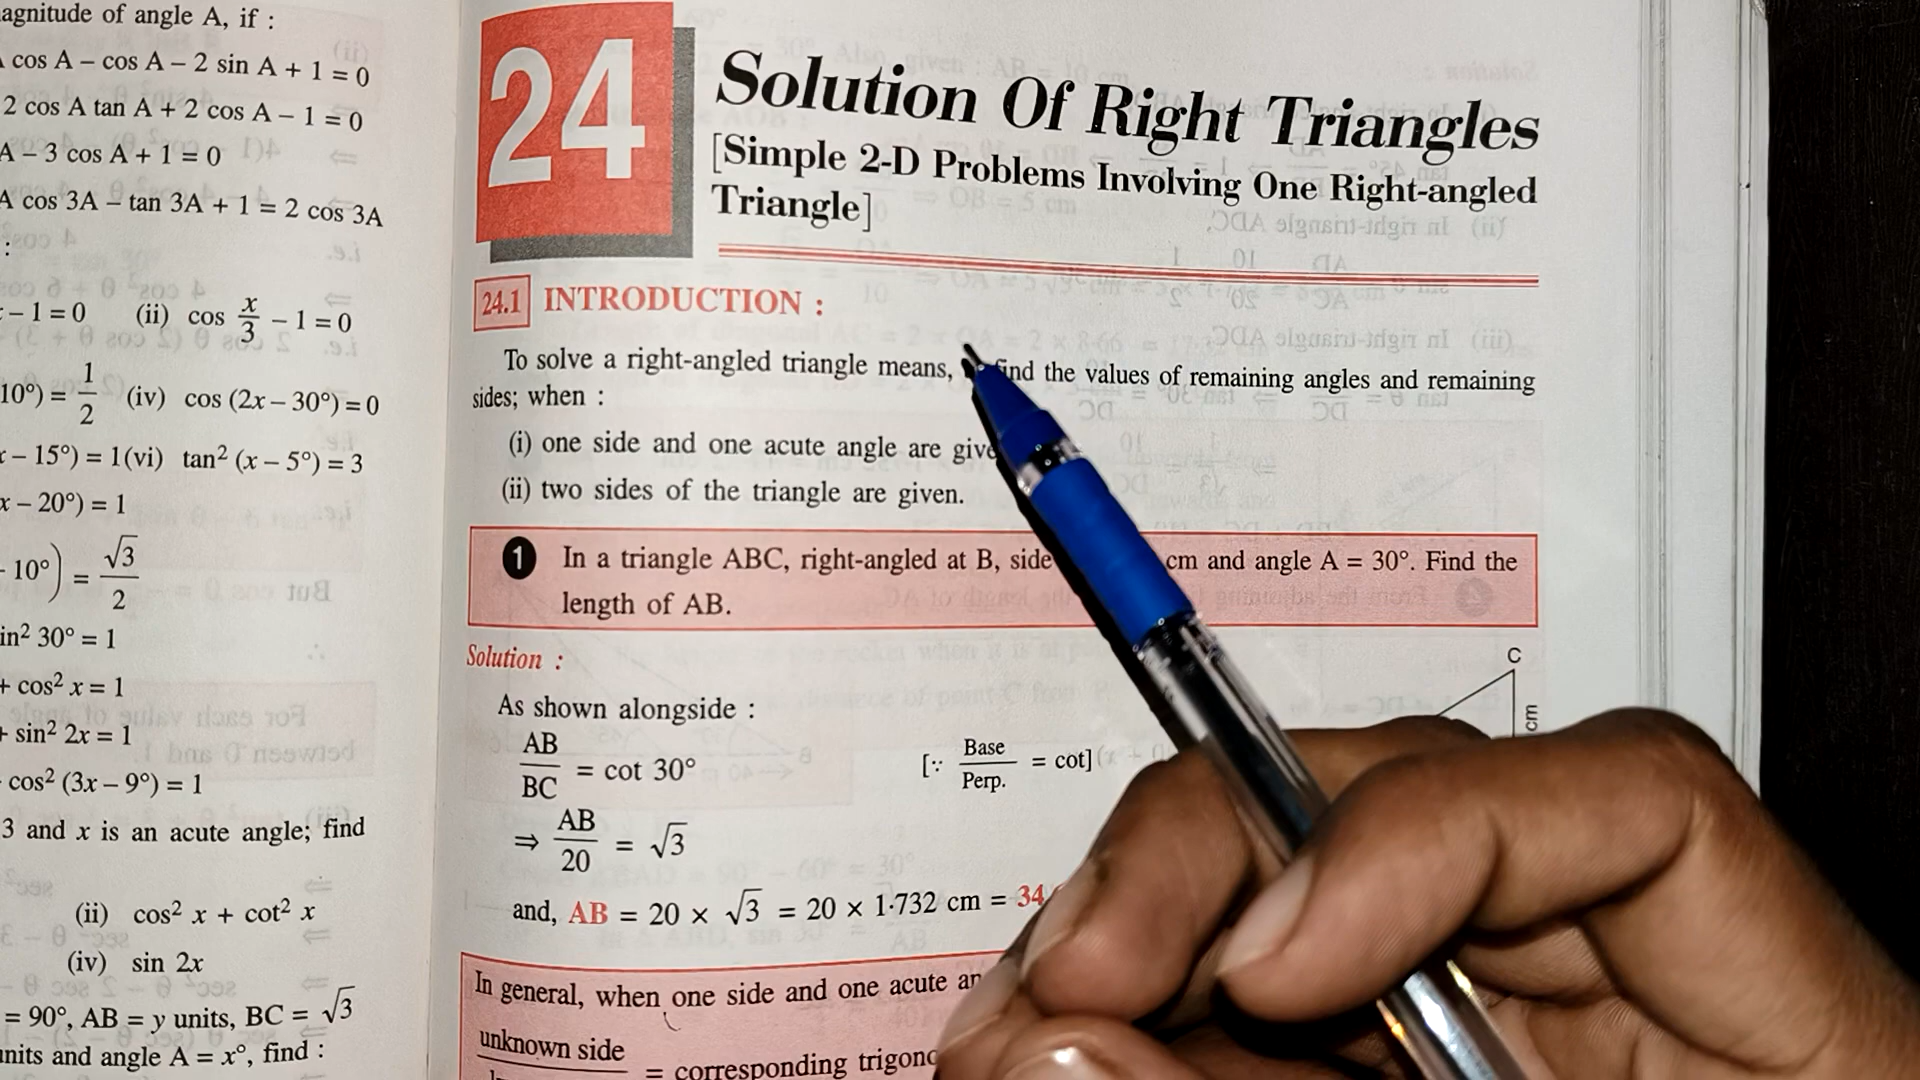 agnitude of angle A, if :
cos A – cos A – 2 sin A + 1 = 0
2 cos A tan A + 2 cos A – 1 = 0
A – 3 cos A + 1 = 0
A cos 3A – tan 3A + 1 = 2 cos 3A
:
– 1 = 0 (ii) cos x/3 – 1 = 0
10°) = 1/2 (iv) cos (2x – 30°) = 0
– 15°) = 1 (vi) tan² (x – 5°) = 3
x – 20°) = 1
– 10°) = √3/2
in² 30° = 1
+ cos² x = 1
+ sin² 2x = 1
cos² (3x – 9°) = 1
3 and x is an acute angle; find
(ii) cos² x + cot² x
(iv) sin 2x
= 90°, AB = y units, BC = √3
nits and angle A = x°, find :
24
Solution Of Right Triangles
[Simple 2-D Problems Involving One Right-angled
Triangle]
24.1 INTRODUCTION :
To solve a right-angled triangle means, find the values of remaining angles and remaining
sides; when :
(i) one side and one acute angle are give
(ii) two sides of the triangle are given.
1 In a triangle ABC, right-angled at B, side cm and angle A = 30°. Find the
length of AB.
Solution :
C
cm
As shown alongside :
AB/BC = cot 30° [∵ Base/Perp. = cot]
⇒ AB/20 = √3
and, AB = 20 × √3 = 20 × 1·732 cm = 34
In general, when one side and one acute an
unknown side
= corresponding trigono